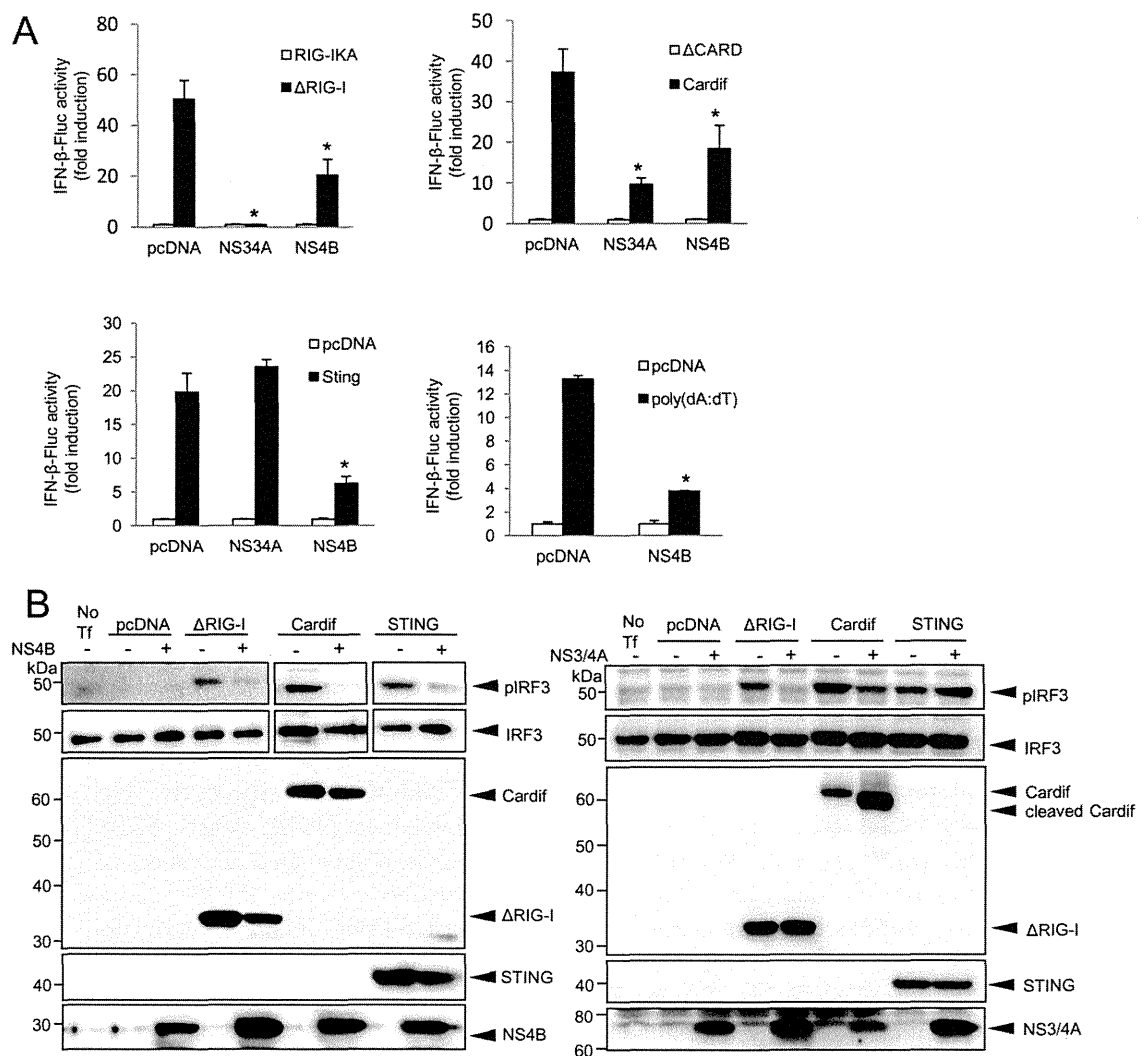 A
IFN-β-Fluc activity
(fold induction)
80
60
40
20
0
RIG-IKA
ΔRIG-I
*
*
pcDNA NS34A NS4B
IFN-β-Fluc activity
(fold induction)
50
40
30
20
10
0
ΔCARD
Cardif
*
*
pcDNA NS34A NS4B
IFN-β-Fluc activity
(fold induction)
30
25
20
15
10
5
0
pcDNA
Sting
*
pcDNA NS34A NS4B
IFN-β-Fluc activity
(fold induction)
16
14
12
10
8
6
4
2
0
pcDNA
poly(dA:dT)
*
pcDNA NS4B
B
No Tf pcDNA ΔRIG-I Cardif STING
NS4B - - + - + - + - +
kDa
50 pIRF3
50 IRF3
60 Cardif
50
40
ΔRIG-I
30
40 STING
30 NS4B
No Tf pcDNA ΔRIG-I Cardif STING
NS3/4A - - + - + - + - +
kDa
50 pIRF3
50 IRF3
60 Cardif
cleaved Cardif
50
40
ΔRIG-I
30
40 STING
80 NS3/4A
60